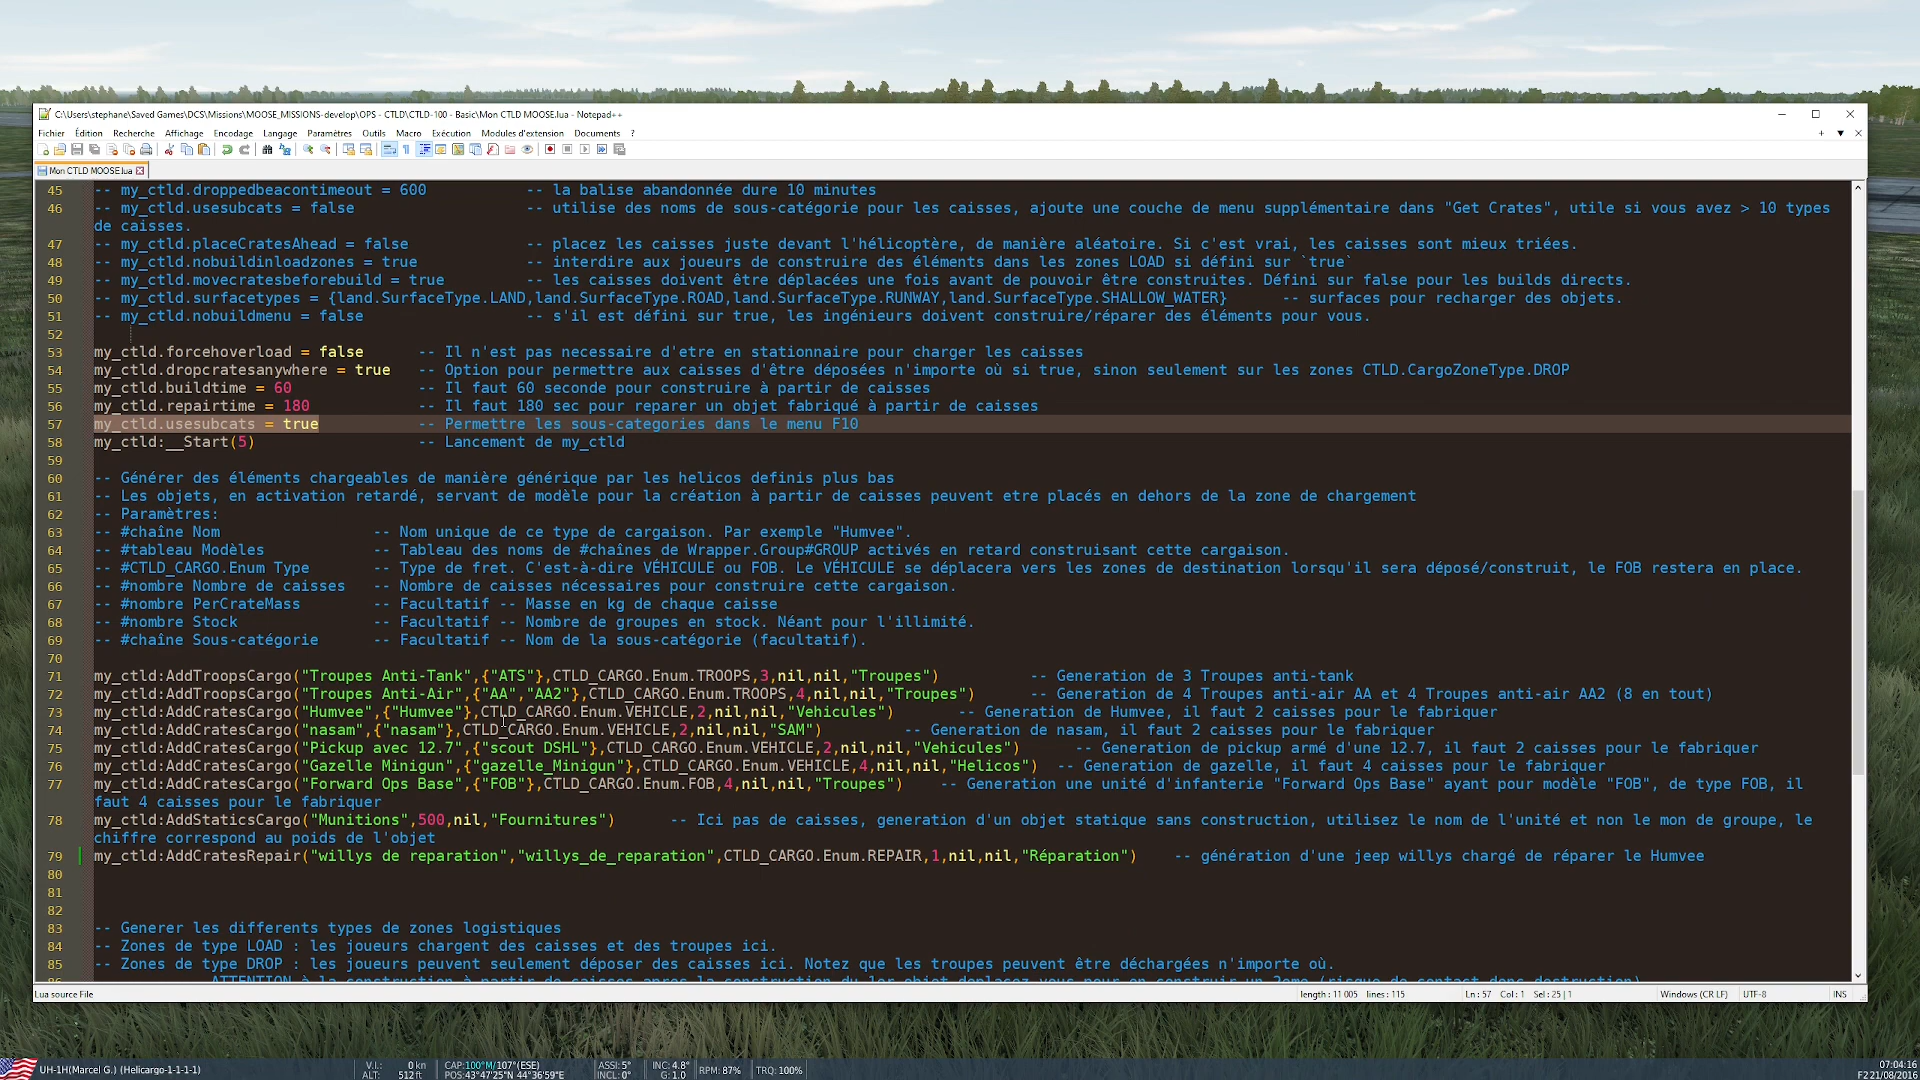 C:\Users\stephane\Saved Games\DCS\Missions\MOOSE_MISSIONS-develop\OPS - CTLD\CTLD-100 - Basic\Mon CTLD MOOSE.lua - Notepad++
Fichier Édition Recherche Affichage Encodage Langage Paramètres Outils Macro Exécution Modules d'extension Documents ?
Mon CTLD MOOSE.lua
45 -- my_ctld.droppedbeacontimeout = 600 -- la balise abandonnée dure 10 minutes
46 -- my_ctld.usesubcats = false -- utilise des noms de sous-catégorie pour les caisses, ajoute une couche de menu supplémentaire dans "Get Crates", utile si vous avez > 10 types
de caisses.
47 -- my_ctld.placeCratesAhead = false -- placez les caisses juste devant l'hélicoptère, de manière aléatoire. Si c'est vrai, les caisses sont mieux triées.
48 -- my_ctld.nobuildinloadzones = true -- interdire aux joueurs de construire des éléments dans les zones LOAD si défini sur `true`
49 -- my_ctld.movecratesbeforebuild = true -- les caisses doivent être déplacées une fois avant de pouvoir être construites. Défini sur false pour les builds directs.
50 -- my_ctld.surfacetypes = {land.SurfaceType.LAND,land.SurfaceType.ROAD,land.SurfaceType.RUNWAY,land.SurfaceType.SHALLOW_WATER} -- surfaces pour recharger des objets.
51 -- my_ctld.nobuildmenu = false -- s'il est défini sur true, les ingénieurs doivent construire/réparer des éléments pour vous.
52
53 my_ctld.forcehoverload = false -- Il n'est pas necessaire d'etre en stationnaire pour charger les caisses
54 my_ctld.dropcratesanywhere = true -- Option pour permettre aux caisses d'être déposées n'importe où si true, sinon seulement sur les zones CTLD.CargoZoneType.DROP
55 my_ctld.buildtime = 60 -- Il faut 60 seconde pour construire à partir de caisses
56 my_ctld.repairtime = 180 -- Il faut 180 sec pour reparer un objet fabriqué à partir de caisses
57 my_ctld.usesubcats = true -- Permettre les sous-categories dans le menu F10
58 my_ctld:__Start(5) -- Lancement de my_ctld
59
60 -- Générer des éléments chargeables de manière générique par les helicos definis plus bas
61 -- Les objets, en activation retardé, servant de modèle pour la création à partir de caisses peuvent etre placés en dehors de la zone de chargement
62 -- Paramètres:
63 -- #chaîne Nom -- Nom unique de ce type de cargaison. Par exemple "Humvee".
64 -- #tableau Modèles -- Tableau des noms de #chaînes de Wrapper.Group#GROUP activés en retard construisant cette cargaison.
65 -- #CTLD_CARGO.Enum Type -- Type de fret. C'est-à-dire VÉHICULE ou FOB. Le VÉHICULE se déplacera vers les zones de destination lorsqu'il sera déposé/construit, le FOB restera en place.
66 -- #nombre Nombre de caisses -- Nombre de caisses nécessaires pour construire cette cargaison.
67 -- #nombre PerCrateMass -- Facultatif -- Masse en kg de chaque caisse
68 -- #nombre Stock -- Facultatif -- Nombre de groupes en stock. Néant pour l'illimité.
69 -- #chaîne Sous-catégorie -- Facultatif -- Nom de la sous-catégorie (facultatif).
70
71 my_ctld:AddTroopsCargo("Troupes Anti-Tank",{"ATS"},CTLD_CARGO.Enum.TROOPS,3,nil,nil,"Troupes") -- Generation de 3 Troupes anti-tank
72 my_ctld:AddTroopsCargo("Troupes Anti-Air",{"AA","AA2"},CTLD_CARGO.Enum.TROOPS,4,nil,nil,"Troupes") -- Generation de 4 Troupes anti-air AA et 4 Troupes anti-air AA2 (8 en tout)
73 my_ctld:AddCratesCargo("Humvee",{"Humvee"},CTLD_CARGO.Enum.VEHICLE,2,nil,nil,"Vehicules") -- Generation de Humvee, il faut 2 caisses pour le fabriquer
74 my_ctld:AddCratesCargo("nasam",{"nasam"},CTLD_CARGO.Enum.VEHICLE,2,nil,nil,"SAM") -- Generation de nasam, il faut 2 caisses pour le fabriquer
75 my_ctld:AddCratesCargo("Pickup avec 12.7",{"scout DSHL"},CTLD_CARGO.Enum.VEHICLE,2,nil,nil,"Vehicules") -- Generation de pickup armé d'une 12.7, il faut 2 caisses pour le fabriquer
76 my_ctld:AddCratesCargo("Gazelle Minigun",{"gazelle_Minigun"},CTLD_CARGO.Enum.VEHICLE,4,nil,nil,"Helicos") -- Generation de gazelle, il faut 4 caisses pour le fabriquer
77 my_ctld:AddCratesCargo("Forward Ops Base",{"FOB"},CTLD_CARGO.Enum.FOB,4,nil,nil,"Troupes") -- Generation une unité d'infanterie "Forward Ops Base" ayant pour modèle "FOB", de type FOB, il
faut 4 caisses pour le fabriquer
78 my_ctld:AddStaticsCargo("Munitions",500,nil,"Fournitures") -- Ici pas de caisses, generation d'un objet statique sans construction, utilisez le nom de l'unité et non le mon de groupe, le
chiffre correspond au poids de l'objet
79 my_ctld:AddCratesRepair("willys de reparation","willys_de_reparation",CTLD_CARGO.Enum.REPAIR,1,nil,nil,"Réparation") -- génération d'une jeep willys chargé de réparer le Humvee
80
81
82
83 -- Generer les differents types de zones logistiques
84 -- Zones de type LOAD : les joueurs chargent des caisses et des troupes ici.
85 -- Zones de type DROP : les joueurs peuvent seulement déposer des caisses ici. Notez que les troupes peuvent être déchargées n'importe où.
Lua source File length : 11 005 lines : 115 Ln : 57 Col : 1 Sel : 25 | 1 Windows (CR LF) UTF-8 INS
UH-1H(Marcel G.) (Helicargo-1-1-1-1) V.I.: 0 kn CAP:100°M/107°(ESE) ASSI: 5° INC: 4.8° RPM: 87% TRQ: 100% 07:04:16
ALT: 512 ft POS:43°47'25"N 44°36'59"E INCL: 0° G: 1.0 F2 21/08/2016